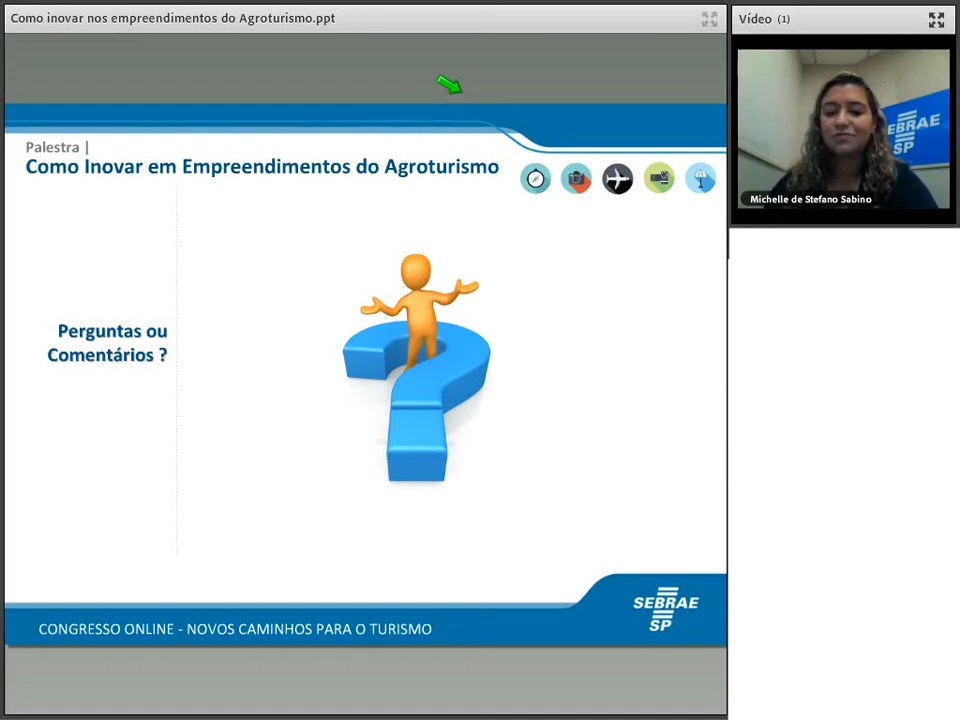 Como inovar nos empreendimentos do Agroturismo.ppt
Vídeo (1)
Palestra |
Como Inovar em Empreendimentos do Agroturismo
Perguntas ou
Comentários ?
SEBRAE
SP
Michelle de Stefano Sabino
SEBRAE
SP
CONGRESSO ONLINE - NOVOS CAMINHOS PARA O TURISMO